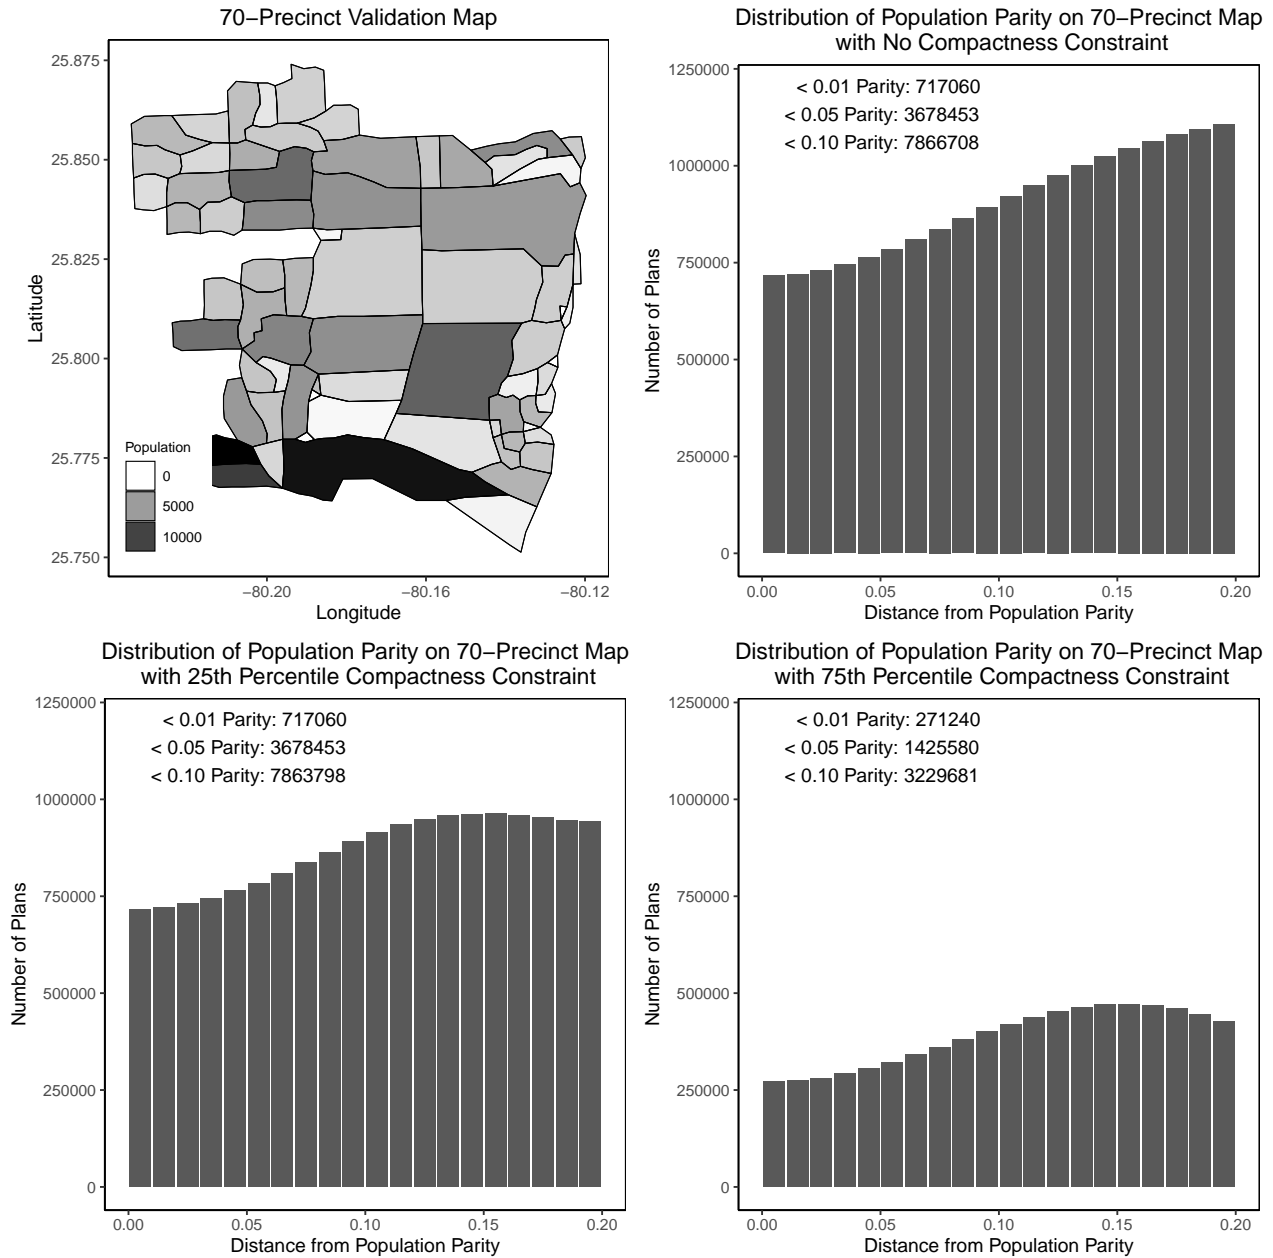 70−Precinct Validation Map
25.875
25.850
25.825
25.800
25.775
25.750
Latitude
Population
0
5000
10000
−80.20
−80.16
−80.12
Longitude
Distribution of Population Parity on 70−Precinct Map
with No Compactness Constraint
1250000
1000000
750000
500000
250000
0
Number of Plans
< 0.01 Parity: 717060
< 0.05 Parity: 3678453
< 0.10 Parity: 7866708
0.00
0.05
0.10
0.15
0.20
Distance from Population Parity
Distribution of Population Parity on 70−Precinct Map
with 25th Percentile Compactness Constraint
1250000
1000000
750000
500000
250000
0
Number of Plans
< 0.01 Parity: 717060
< 0.05 Parity: 3678453
< 0.10 Parity: 7863798
0.00
0.05
0.10
0.15
0.20
Distance from Population Parity
Distribution of Population Parity on 70−Precinct Map
with 75th Percentile Compactness Constraint
1250000
1000000
750000
500000
250000
0
Number of Plans
< 0.01 Parity: 271240
< 0.05 Parity: 1425580
< 0.10 Parity: 3229681
0.00
0.05
0.10
0.15
0.20
Distance from Population Parity